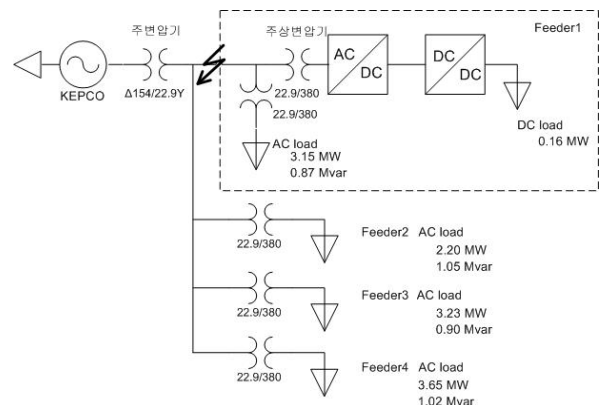 주변압기
주상변압기
Feeder1
AC
DC
DC
DC
KEPCO
Δ154/22.9Y
22.9/380
22.9/380
DC load
0.16 MW
AC load
3.15 MW
0.87 Mvar
22.9/380
Feeder2 AC load
2.20 MW
1.05 Mvar
22.9/380
Feeder3 AC load
3.23 MW
0.90 Mvar
22.9/380
Feeder4 AC load
3.65 MW
1.02 Mvar